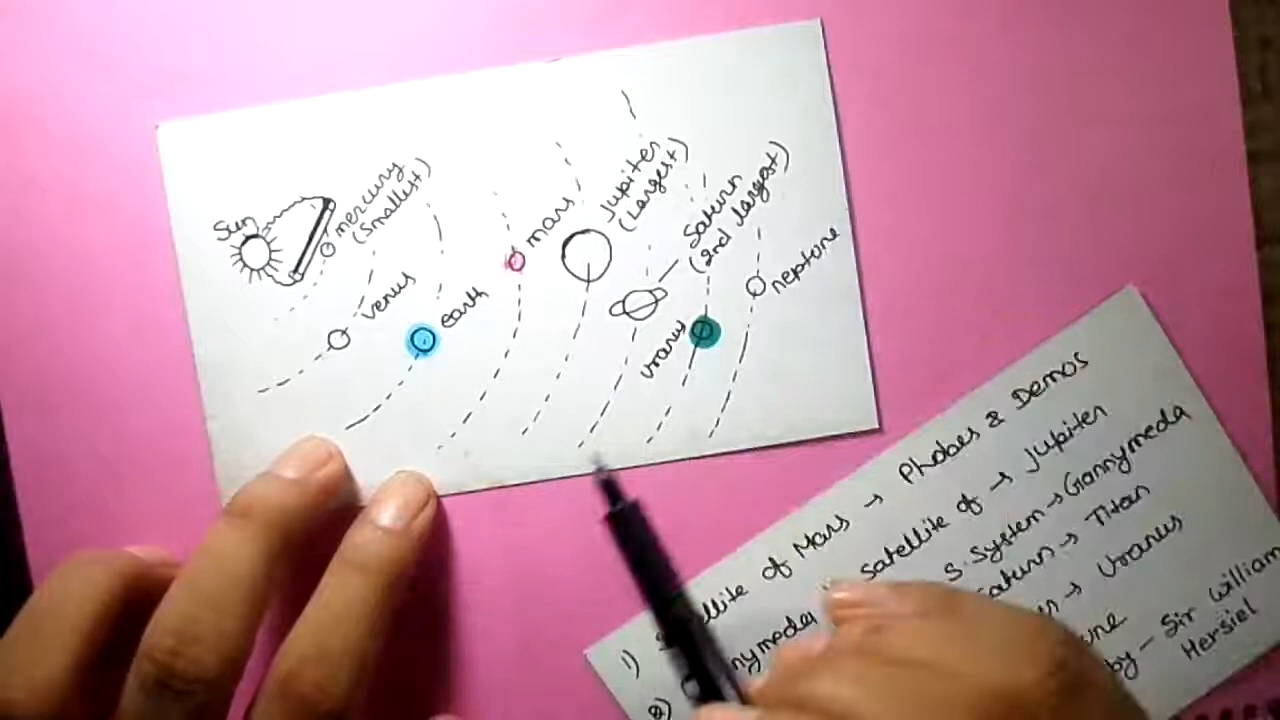 Sun
mercury
(Smallest)
venus
earth
mars
Jupiter
(Largest)
Saturn
(2nd largest)
uranus
neptune
1) Satellite of Mars → Phobos & Demos
2) Satellite of → Jupiter
S. System → Gannymeda
Saturn → Titan
→ Uranus
by - Sir William
Hersiel